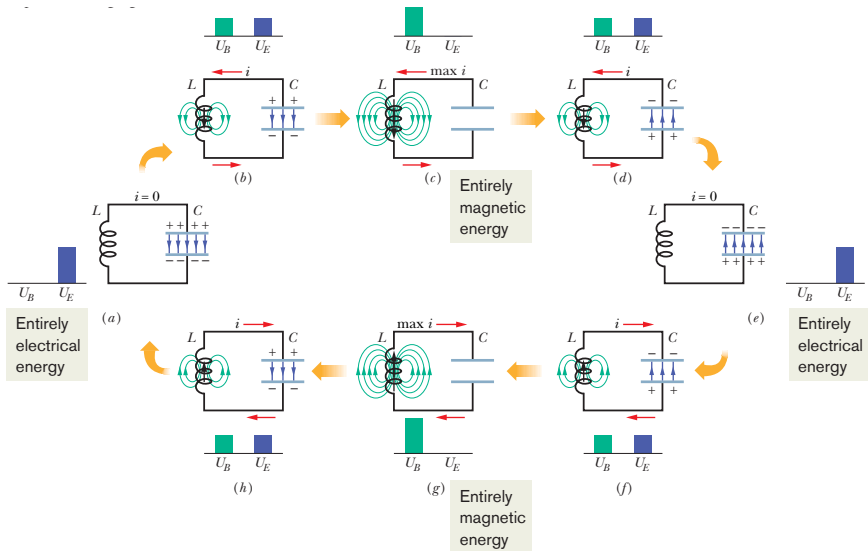 U_B U_E
U_B U_E
U_B U_E
i
L C
+ +
− −
(b)
max i
L C
(c)
Entirely
magnetic
energy
i
L C
− −
+ +
(d)
i = 0
L C
+ + + +
− − − −
U_B U_E
(a)
Entirely
electrical
energy
i = 0
L C
− − − −
+ + + +
(e)
U_B U_E
Entirely
electrical
energy
i
L C
+ +
− −
U_B U_E
(h)
max i
L C
U_B U_E
(g)
Entirely
magnetic
energy
i
L C
− −
+ +
U_B U_E
(f)